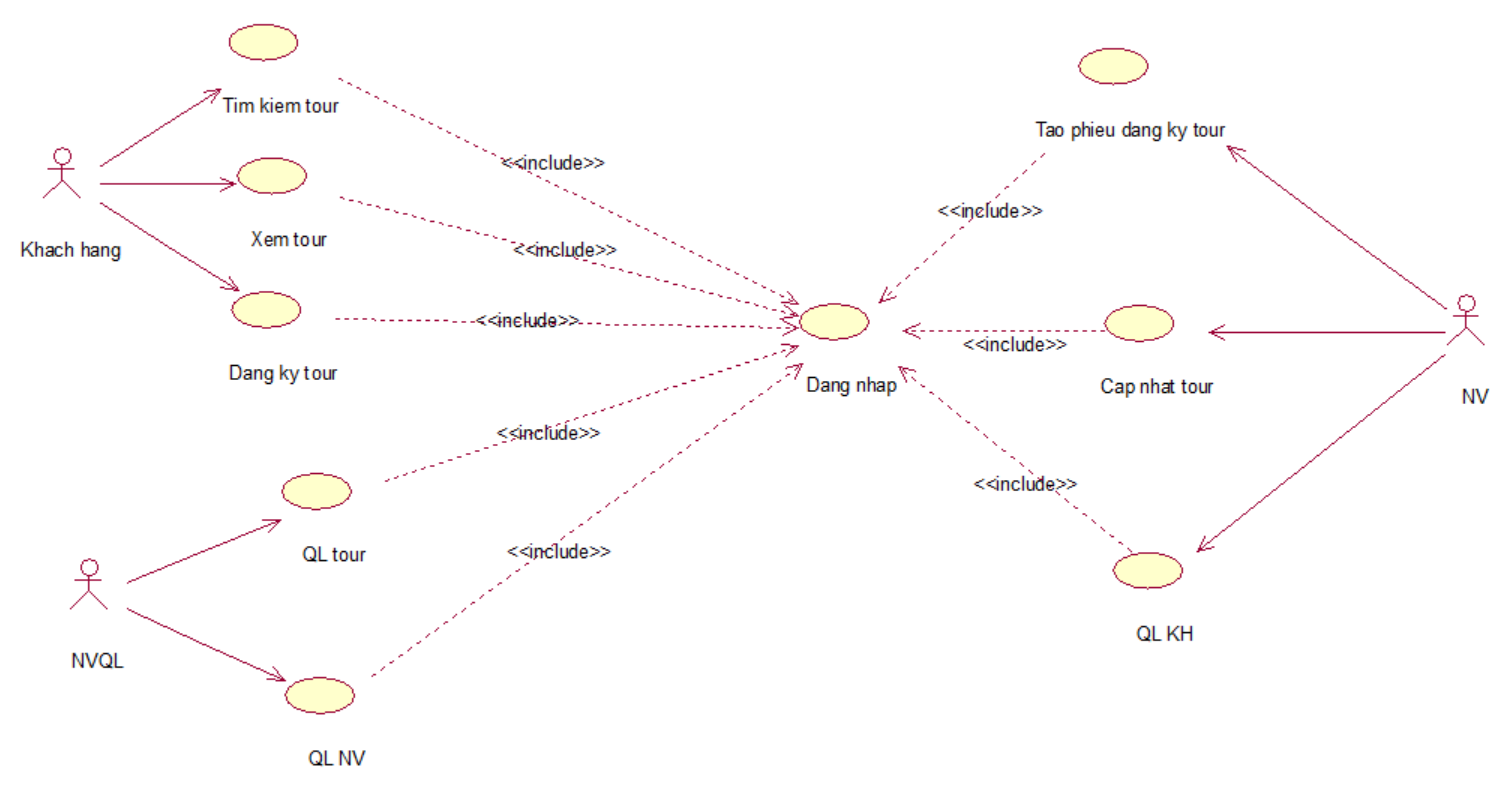 Tim kiem tour
Tao phieu dang ky tour
<<include>>
<<include>>
Xem tour
Khach hang
<<include>>
<<include>>
<<include>>
Dang ky tour
Dang nhap
Cap nhat tour
NV
<<include>>
<<include>>
<<include>>
QL tour
QL KH
NVQL
QL NV